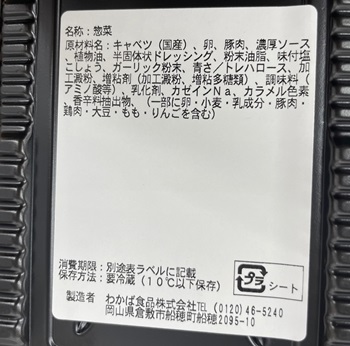 名称：惣菜
原材料名：キャベツ（国産）、卵、豚肉、濃厚ソース
、植物油、半固体状ドレッシング、粉末油脂、味付塩
こしょう、ガーリック粉末、青さ／トレハロース、加
工澱粉、増粘剤（加工澱粉、増粘多糖類）、調味料（
アミノ酸等）、乳化剤、カゼインNa、カラメル色素
、香辛料抽出物、（一部に卵・小麦・乳成分・豚肉・
鶏肉・大豆・もも・りんごを含む）
消費期限：別途表ラベルに記載
保存方法：要冷蔵（10℃以下保存）
プラ シート
製造者　わかば食品株式会社℡（0120）46-5240
岡山県倉敷市船穂町船穂2095-10